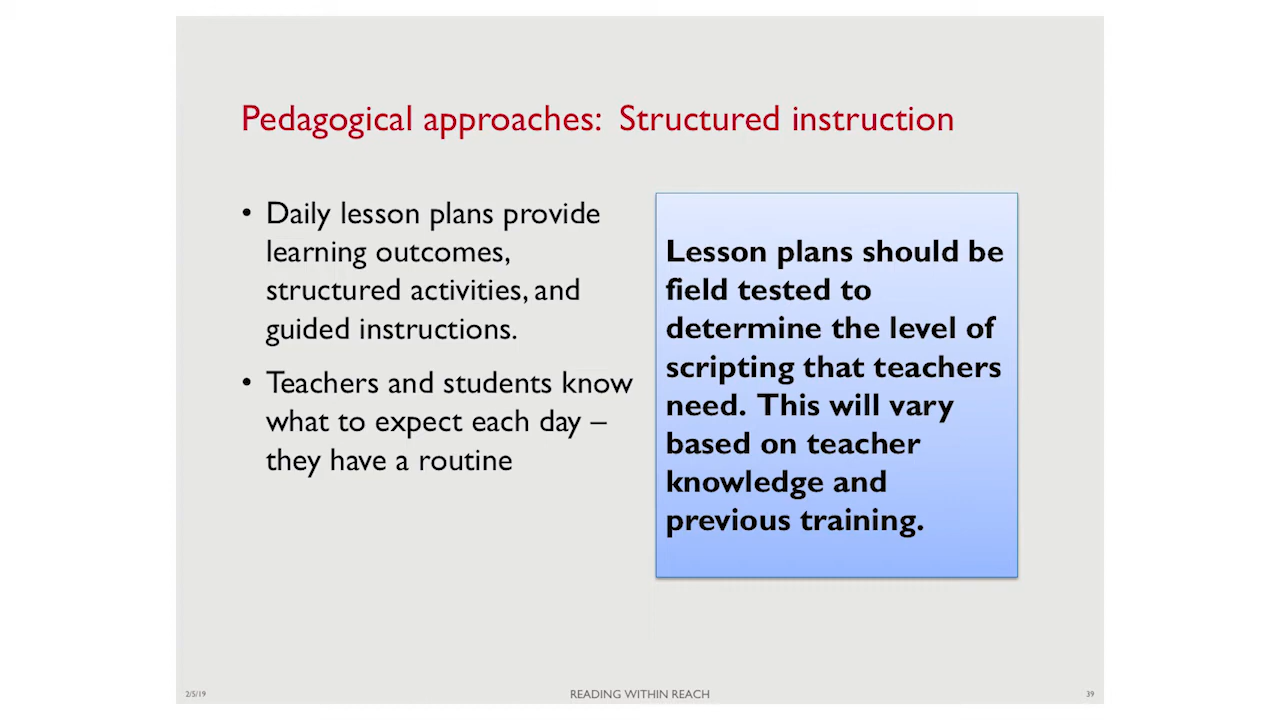 Pedagogical approaches: Structured instruction
• Daily lesson plans provide
learning outcomes,
structured activities, and
guided instructions.
• Teachers and students know
what to expect each day –
they have a routine
Lesson plans should be
field tested to
determine the level of
scripting that teachers
need. This will vary
based on teacher
knowledge and
previous training.
2/5/19
READING WITHIN REACH
39